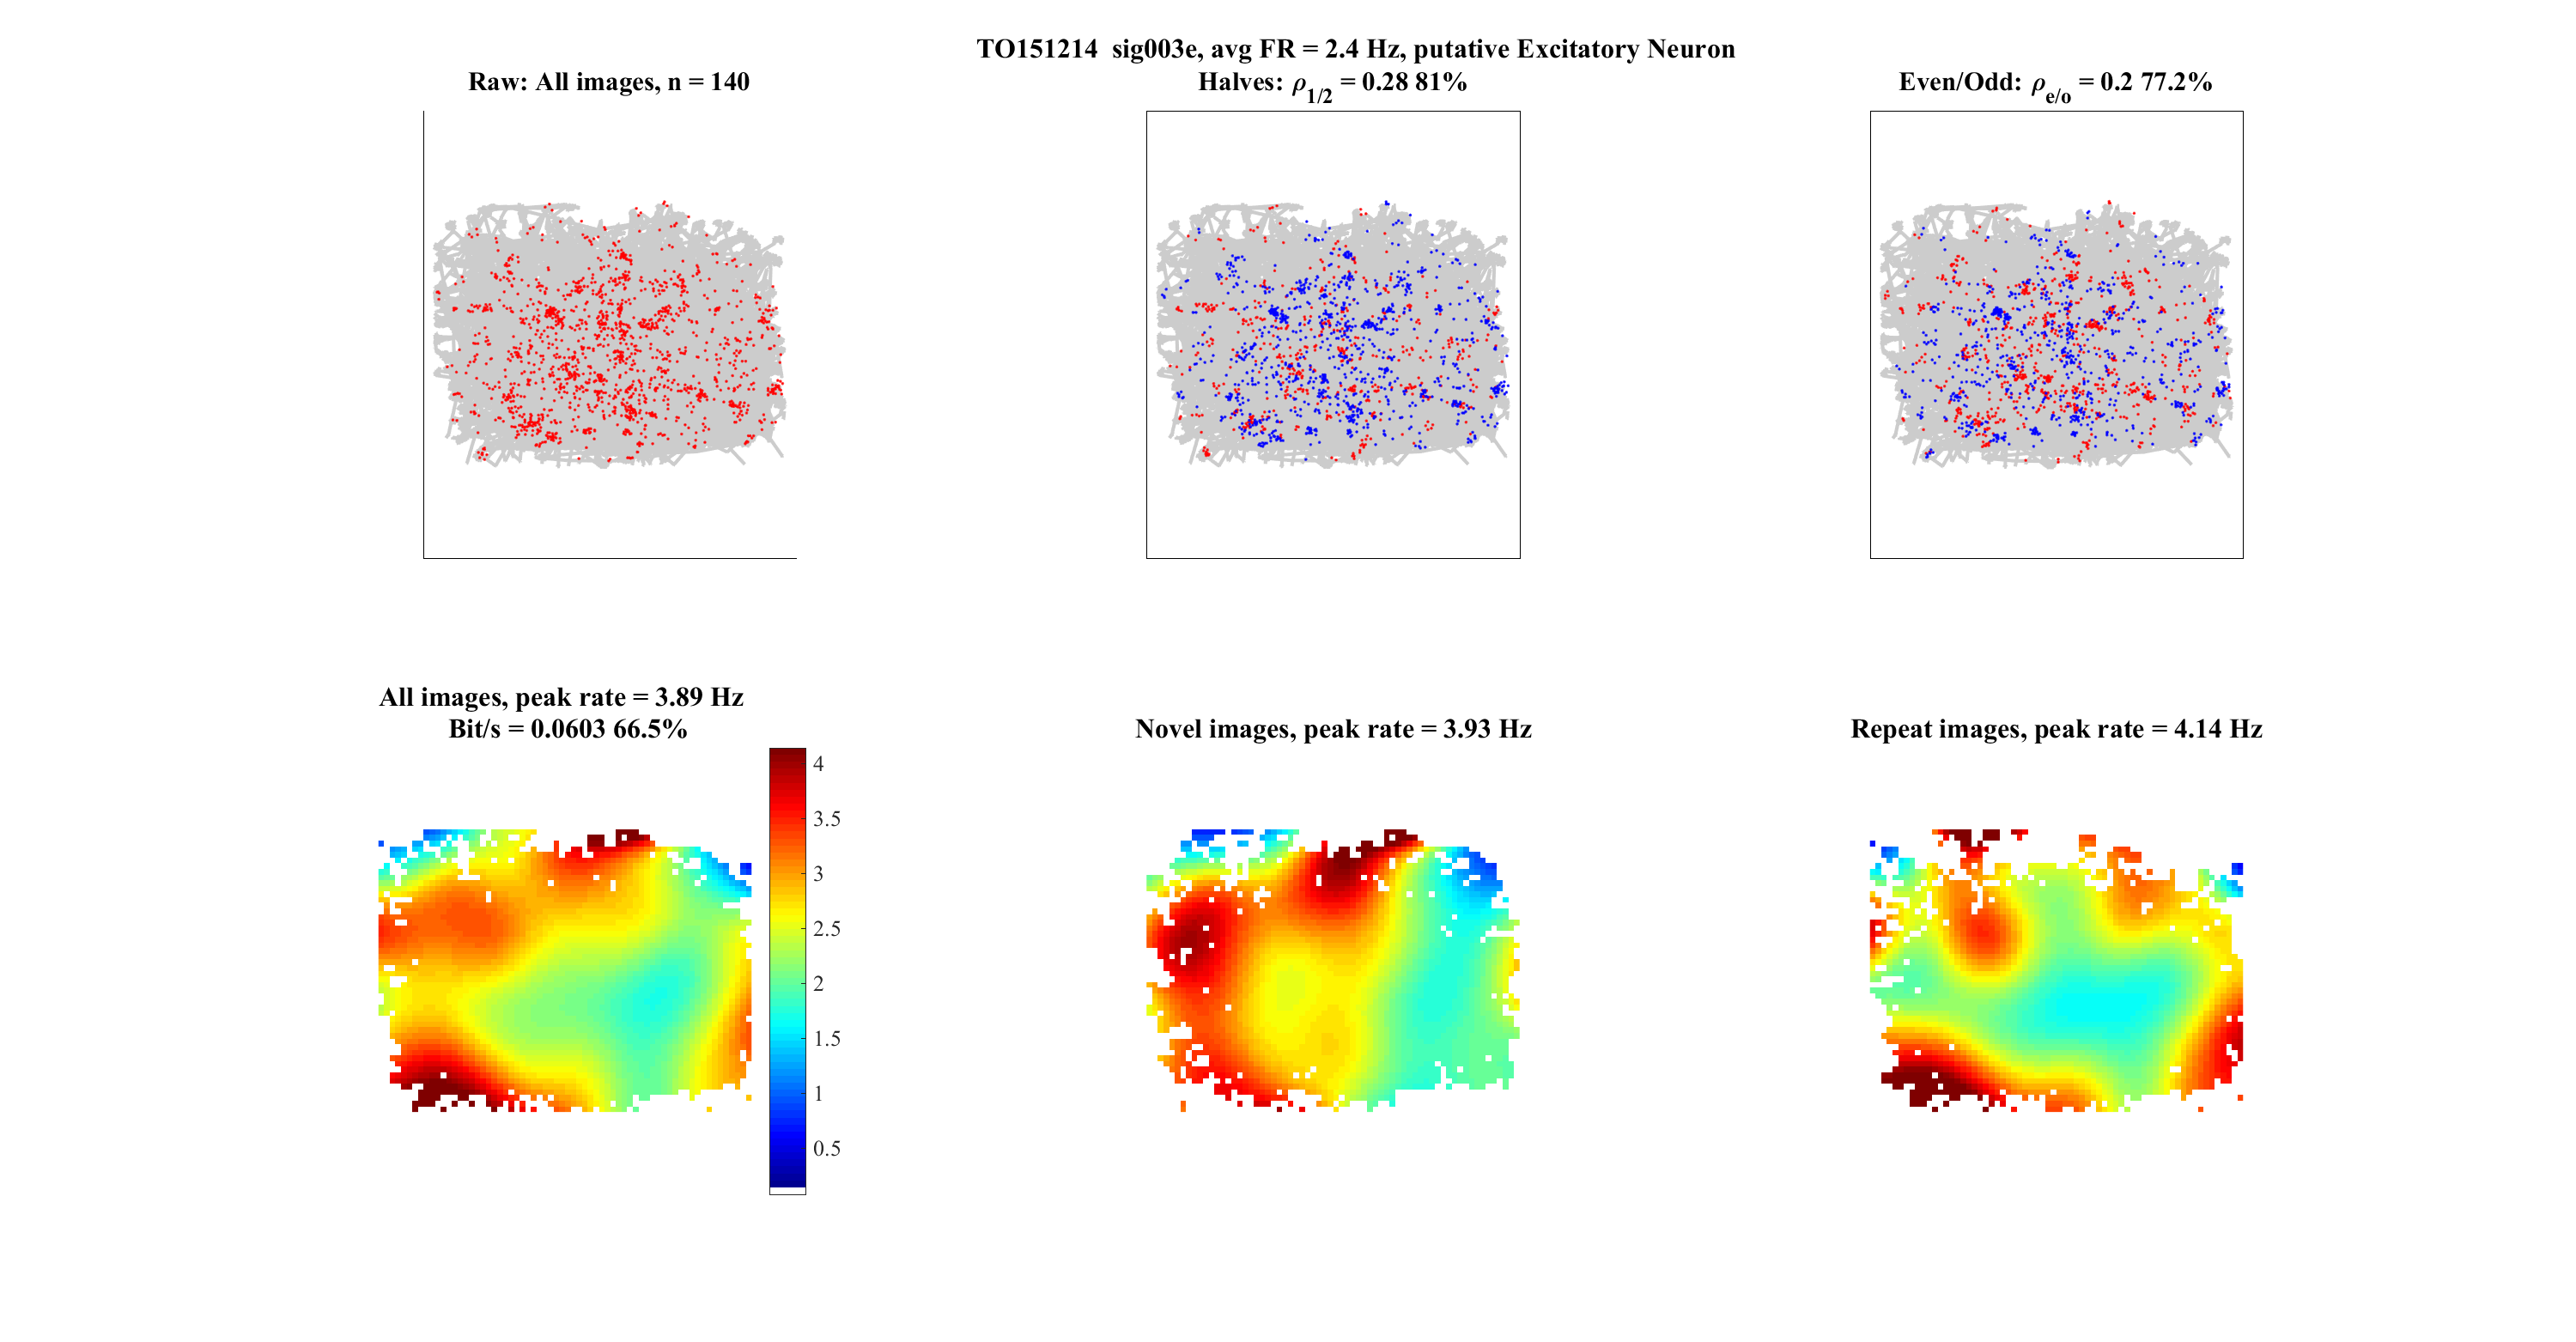 TO151214  sig003e, avg FR = 2.4 Hz, putative Excitatory Neuron
Raw: All images, n = 140
Halves: ρ1/2 = 0.28 81%
Even/Odd: ρe/o = 0.2 77.2%
All images, peak rate = 3.89 Hz
Bit/s = 0.0603 66.5%
Novel images, peak rate = 3.93 Hz
Repeat images, peak rate = 4.14 Hz
4
3.5
3
2.5
2
1.5
1
0.5